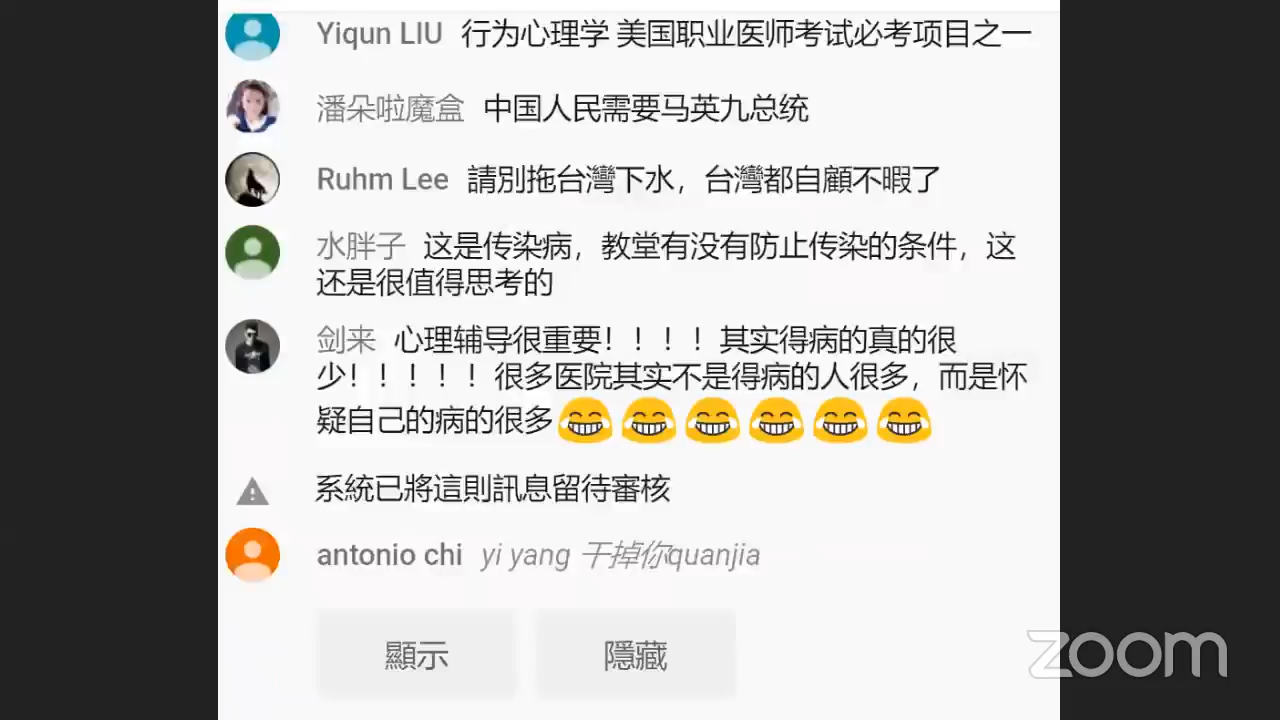 Yiqun LIU 行为心理学 美国职业医师考试必考项目之一
潘朵啦魔盒 中国人民需要马英九总统
Ruhm Lee 請別拖台灣下水，台灣都自顧不暇了
水胖子 这是传染病，教堂有没有防止传染的条件，这
还是很值得思考的
剑来 心理辅导很重要！！！！其实得病的真的很
少！！！！！很多医院其实不是得病的人很多，而是怀
疑自己的病的很多
系統已將這則訊息留待審核
antonio chi yi yang 干掉你quanjia
顯示 隱藏
zoom